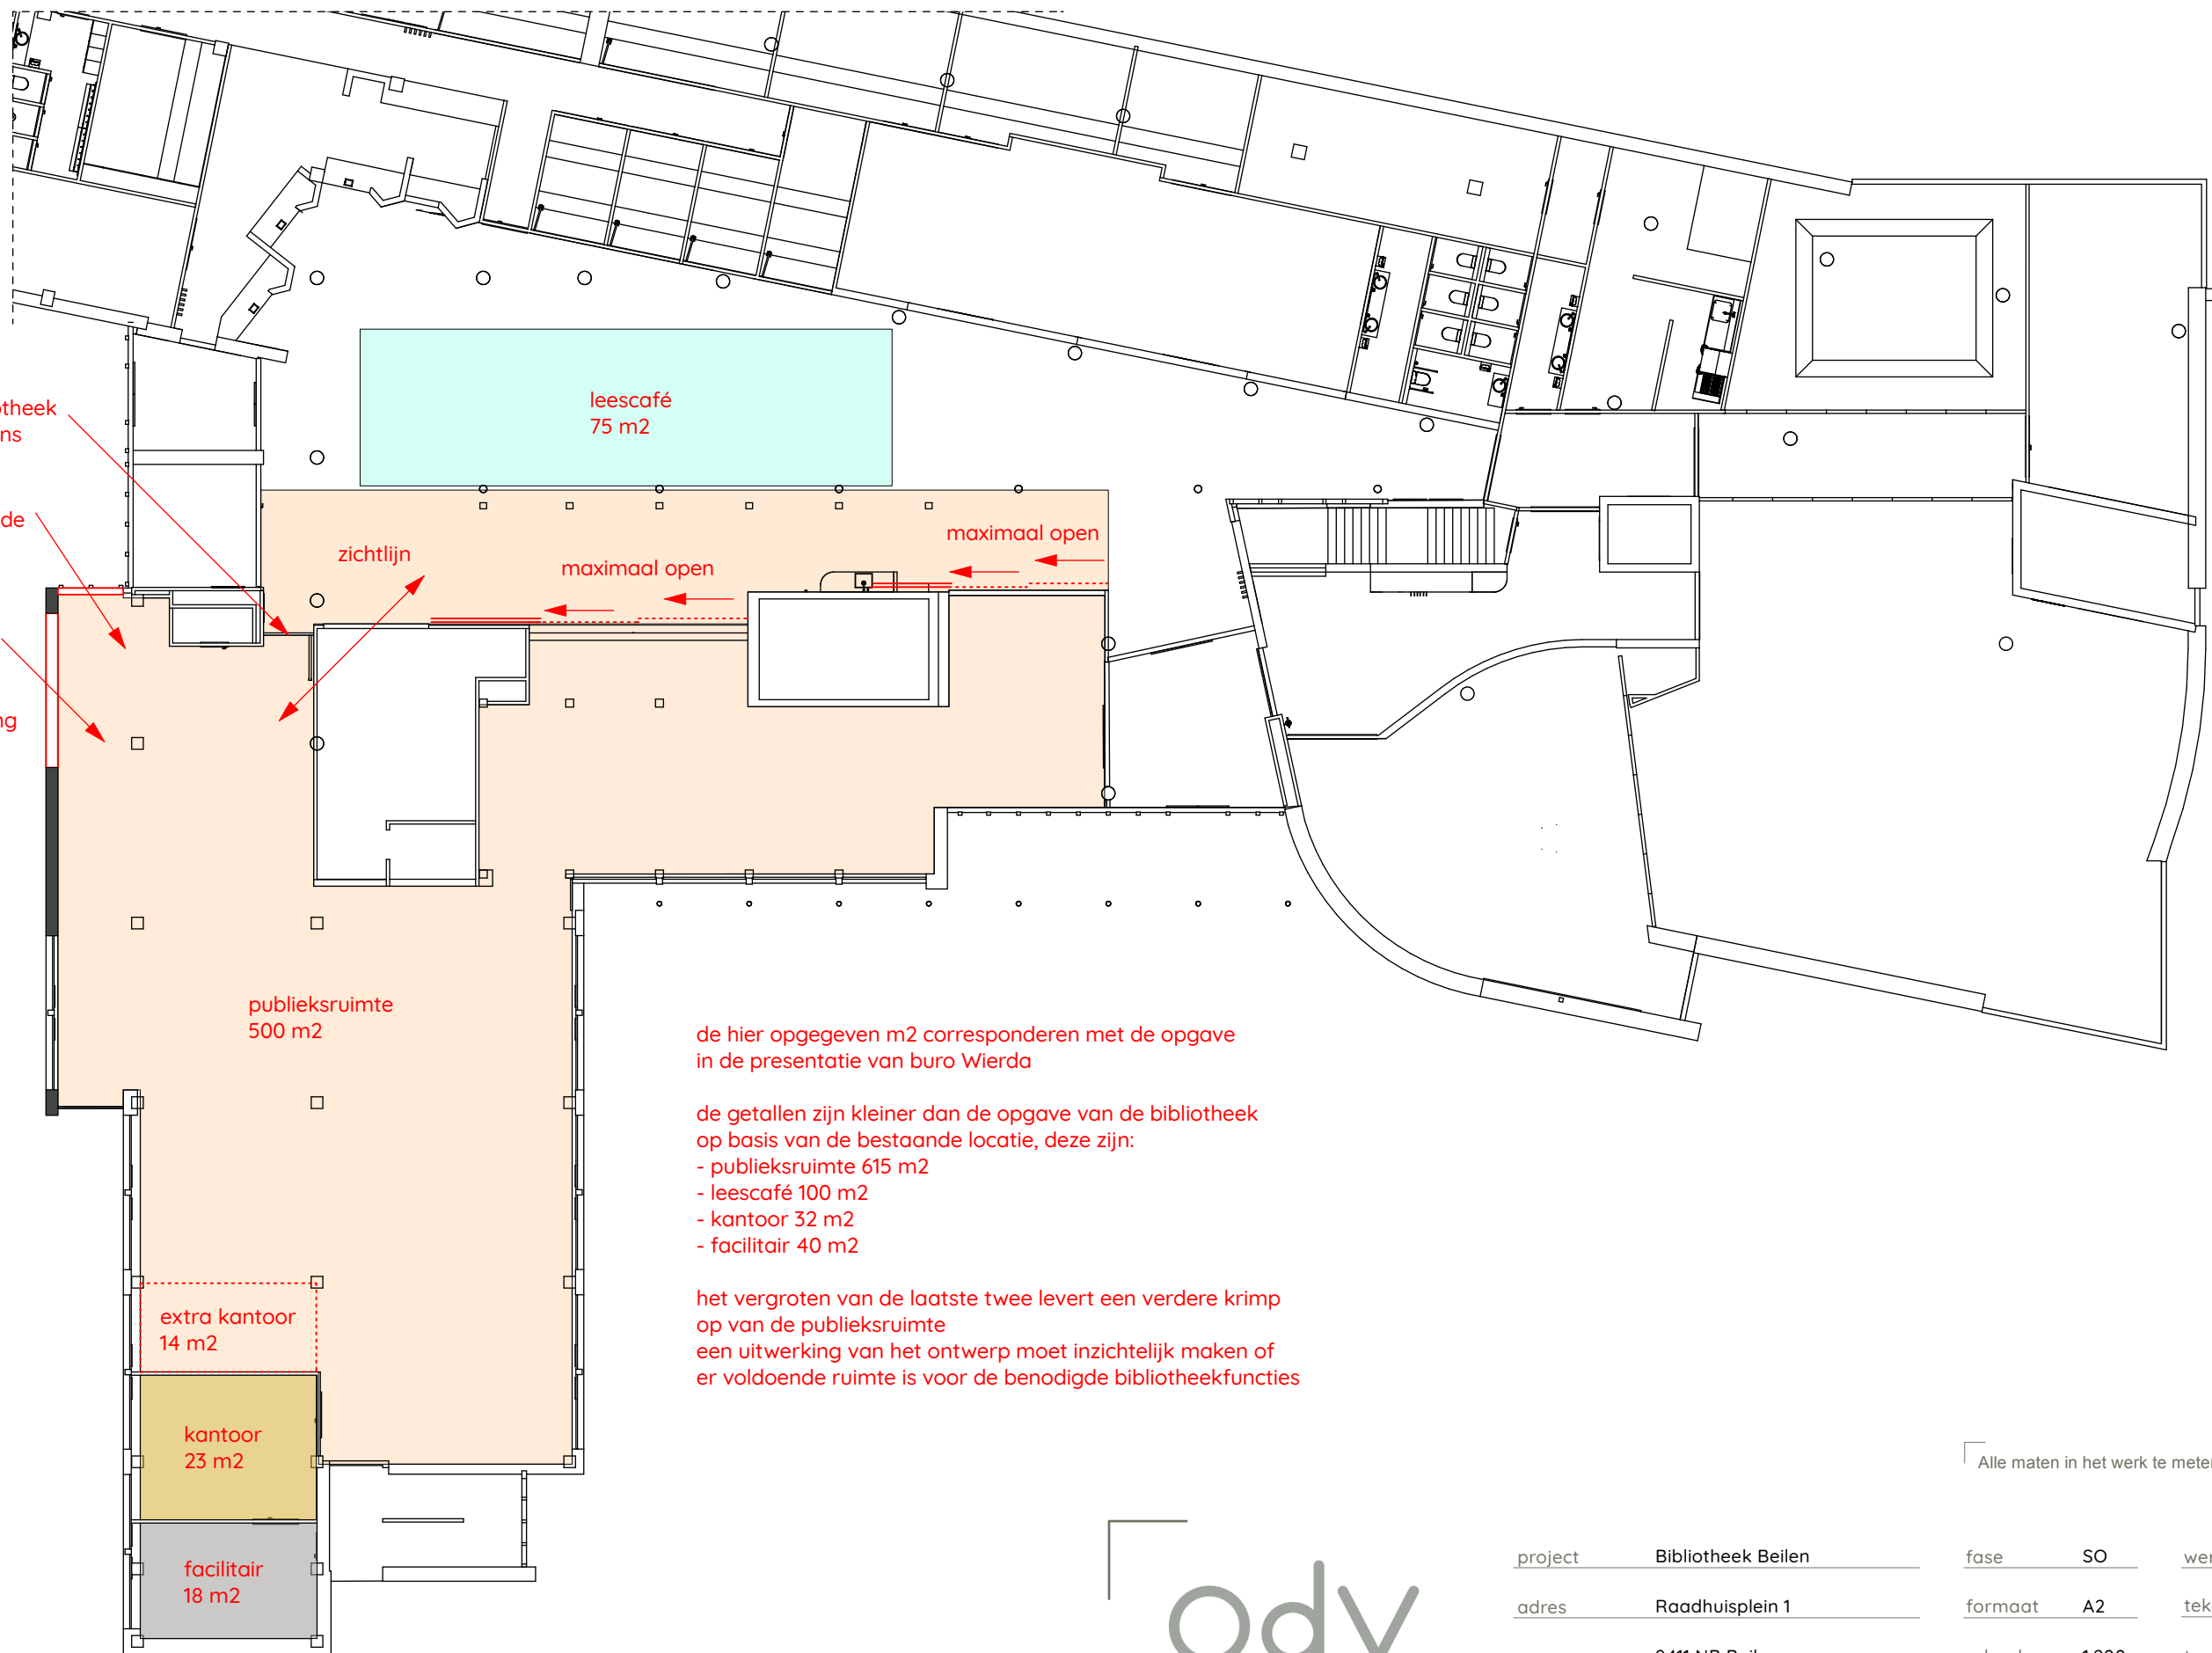 leescafé
75 m2
maximaal open
zichtlijn
maximaal open
publieksruimte
500 m2
de hier opgegeven m2 corresponderen met de opgave
in de presentatie van buro Wierda
de getallen zijn kleiner dan de opgave van de bibliotheek
op basis van de bestaande locatie, deze zijn:
- publieksruimte 615 m2
- leescafé 100 m2
- kantoor 32 m2
- facilitair 40 m2
het vergroten van de laatste twee levert een verdere krimp
op van de publieksruimte
een uitwerking van het ontwerp moet inzichtelijk maken of
er voldoende ruimte is voor de benodigde bibliotheekfuncties
extra kantoor
14 m2
kantoor
23 m2
facilitair
18 m2
Alle maten in het werk te
odv
project Bibliotheek Beilen fase SO
adres Raadhuisplein 1 formaat A2